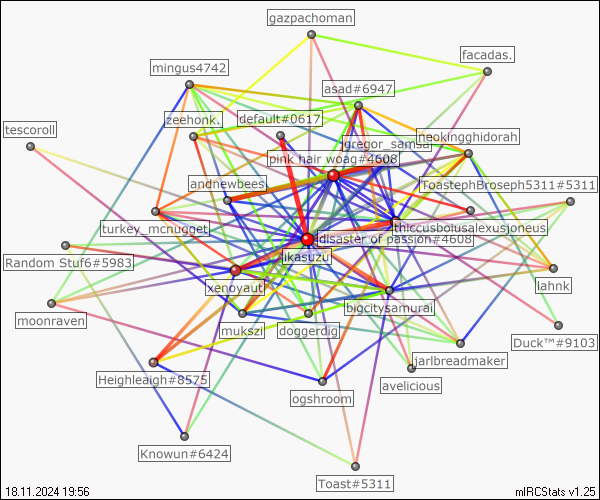 gazpachoman
facadas.
mingus4742
asad#6947
zeehonk.
default#0617
tescoroll
gregor_samsa
neokingghidorah
pink hair woag#4608
andnewbees
ToastephBroseph5311#5311
turkey_mcnugget
thiccusboiusalexusjoneus
disaster of passion#4608
likasuzu
Random Stuf6#5983
xenoyaut
lahnk
moonraven
mukszi
doggerdig
bigcitysamurai
Duck™#9103
jarlbreadmaker
Heighleaigh#8575
avelicious
ogshroom
Knowun#6424
Toast#5311
18.11.2024 19:56
mIRCStats v1.25